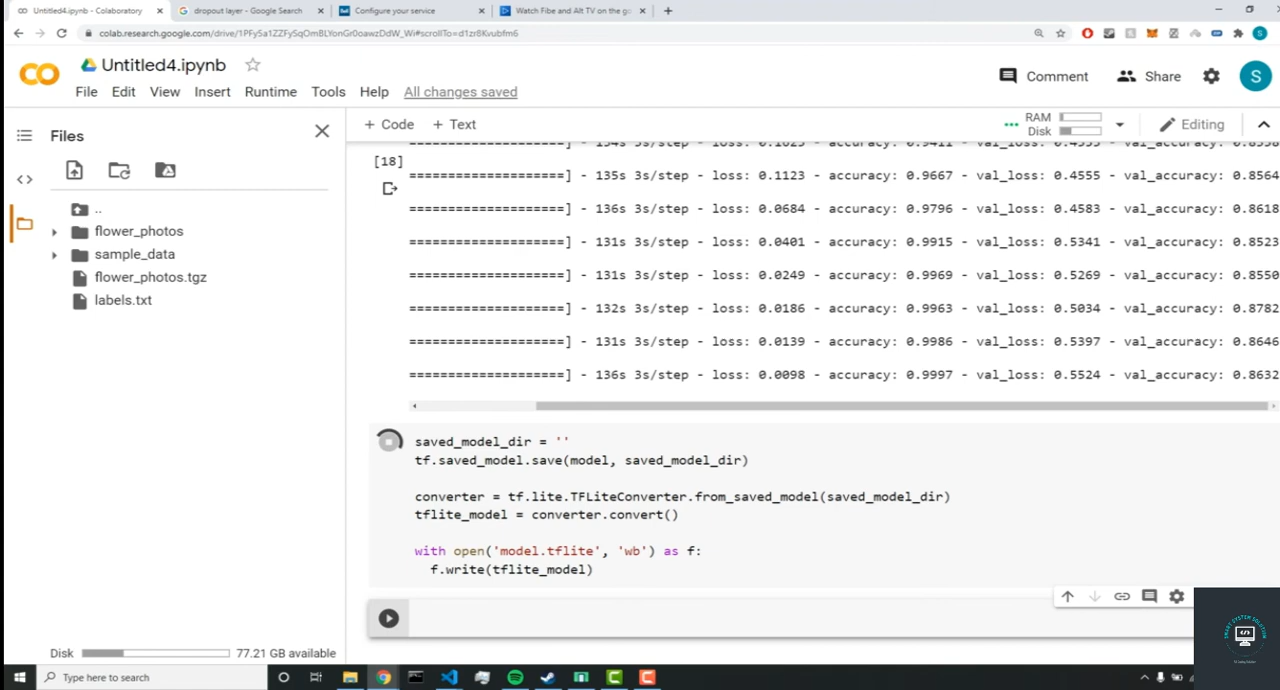 Untitled4.ipynb - Colaboratory
dropout layer - Google Search
Configure your service
Watch Fibe and Alt TV on the go
colab.research.google.com/drive/1PFy5a1ZZFySqOmBLYonGr0oawzDdW_Wi#scrollTo=d1zr8Kvubfm6
Untitled4.ipynb
Comment
Share
S
File Edit View Insert Runtime Tools Help All changes saved
Files
+ Code + Text
RAM
Disk
Editing
..
flower_photos
sample_data
flower_photos.tgz
labels.txt
[18]
====================] - 135s 3s/step - loss: 0.1123 - accuracy: 0.9667 - val_loss: 0.4555 - val_accuracy: 0.8564
====================] - 136s 3s/step - loss: 0.0684 - accuracy: 0.9796 - val_loss: 0.4583 - val_accuracy: 0.8618
====================] - 131s 3s/step - loss: 0.0401 - accuracy: 0.9915 - val_loss: 0.5341 - val_accuracy: 0.8523
====================] - 131s 3s/step - loss: 0.0249 - accuracy: 0.9969 - val_loss: 0.5269 - val_accuracy: 0.8550
====================] - 132s 3s/step - loss: 0.0186 - accuracy: 0.9963 - val_loss: 0.5034 - val_accuracy: 0.8782
====================] - 131s 3s/step - loss: 0.0139 - accuracy: 0.9986 - val_loss: 0.5397 - val_accuracy: 0.8646
====================] - 136s 3s/step - loss: 0.0098 - accuracy: 0.9997 - val_loss: 0.5524 - val_accuracy: 0.8632
saved_model_dir = ''
tf.saved_model.save(model, saved_model_dir)
converter = tf.lite.TFLiteConverter.from_saved_model(saved_model_dir)
tflite_model = converter.convert()
with open('model.tflite', 'wb') as f:
f.write(tflite_model)
Disk 77.21 GB available
SMART SYSTEM SOLUTION
Type here to search